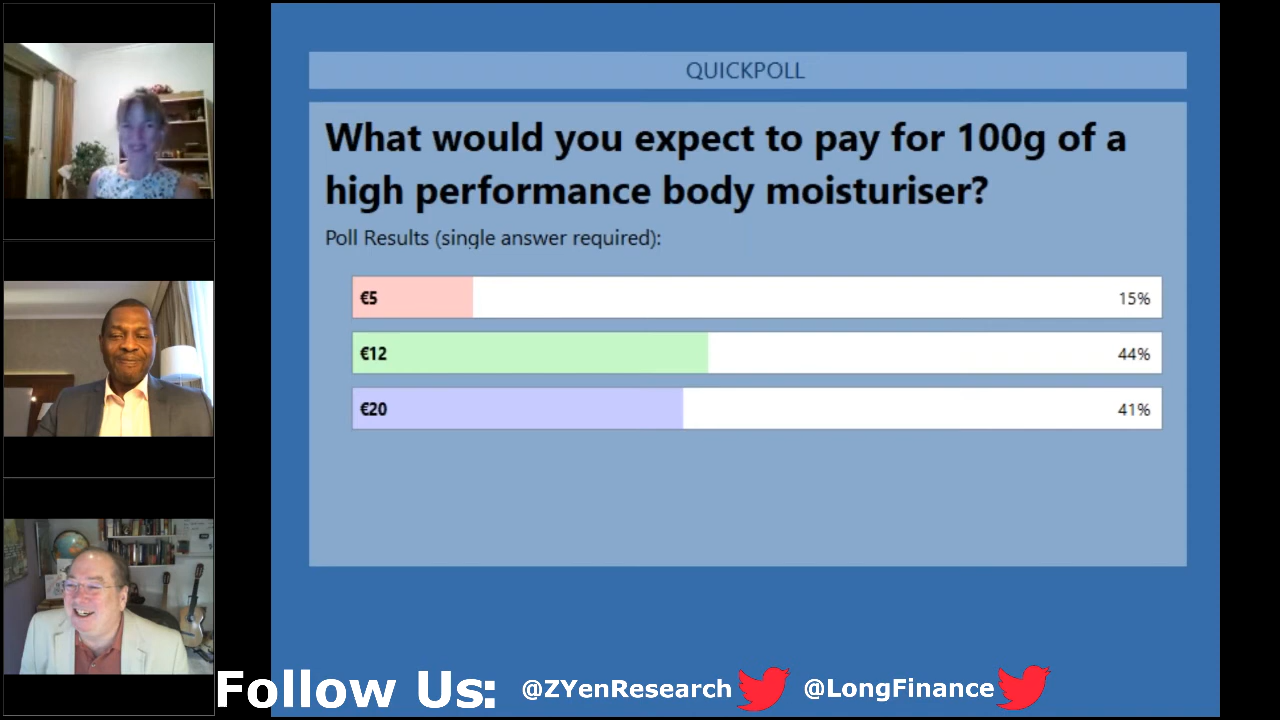 QUICKPOLL
What would you expect to pay for 100g of a
high performance body moisturiser?
Poll Results (single answer required):
€5 15%
€12 44%
€20 41%
Follow Us: @ZYenResearch @LongFinance